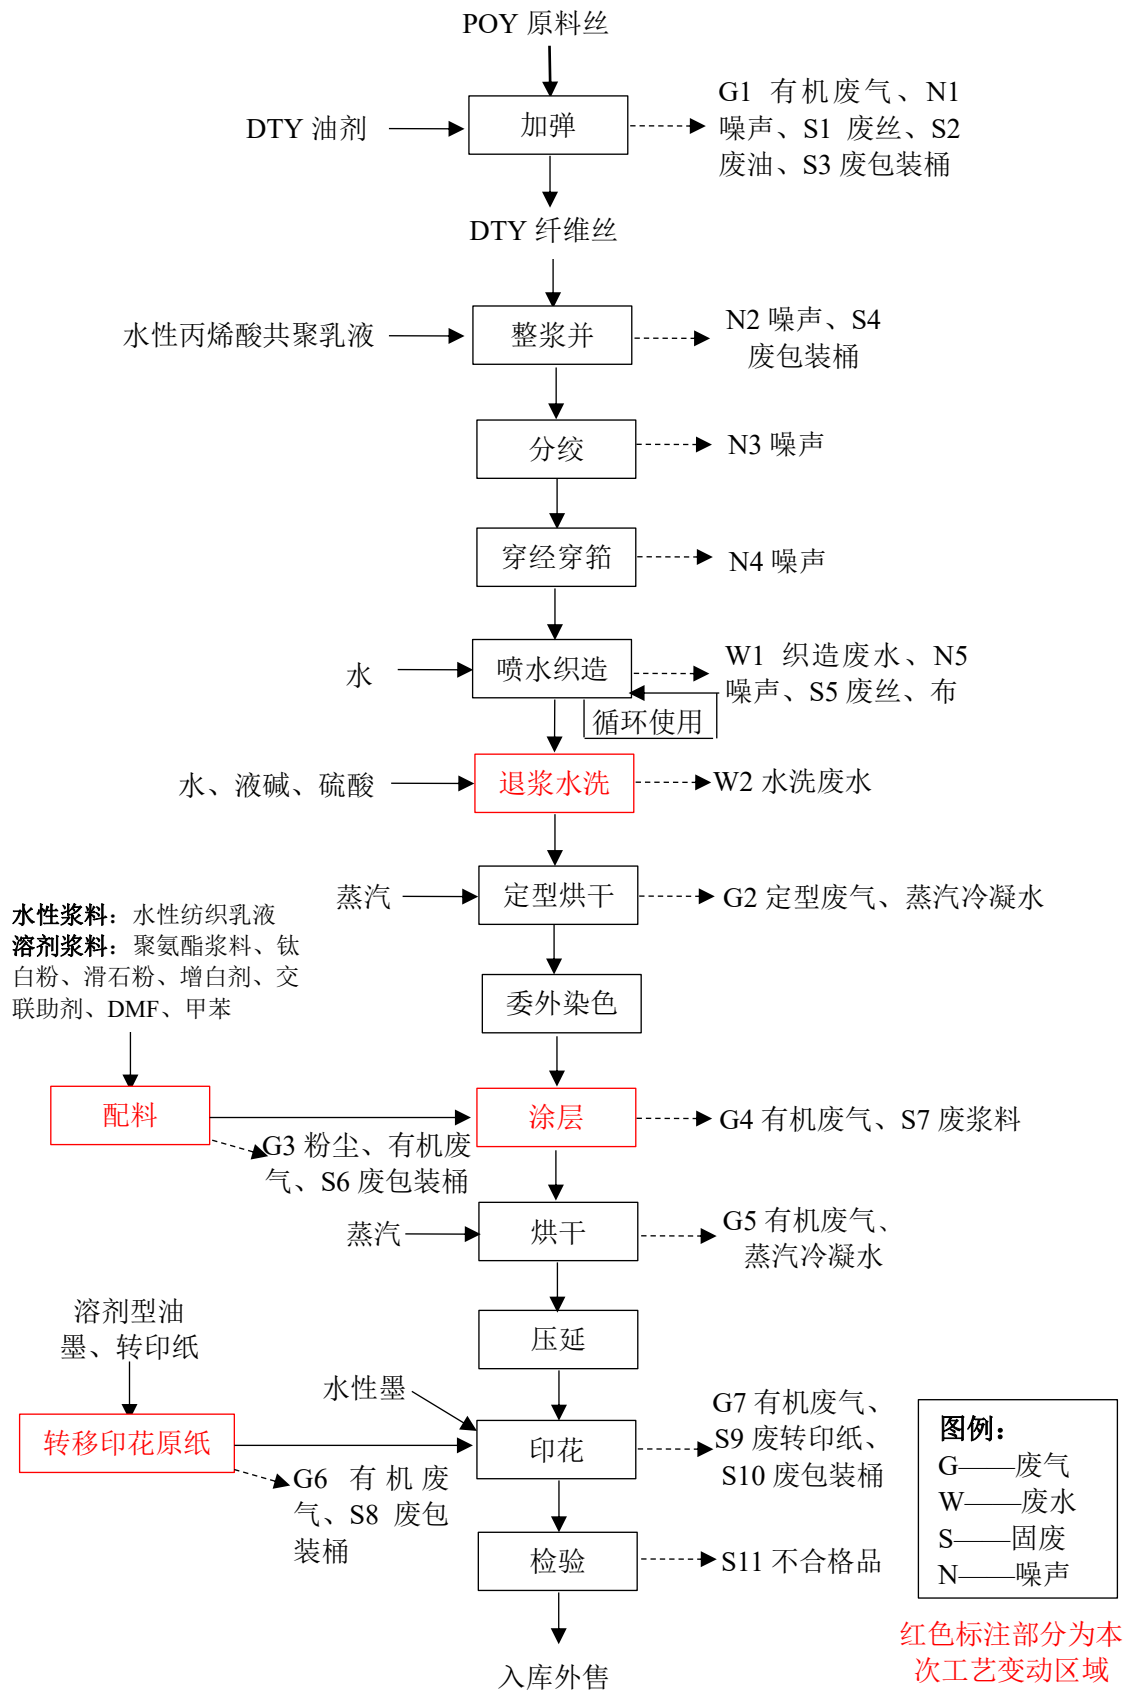 POY 原料丝
DTY 油剂
加弹
G1 有机废气、N1
噪声、S1 废丝、S2
废油、S3 废包装桶
DTY 纤维丝
水性丙烯酸共聚乳液
整浆并
N2 噪声、S4
废包装桶
分绞
N3 噪声
穿经穿筘
N4 噪声
水
喷水织造
W1 织造废水、N5
噪声、S5 废丝、布
循环使用
水、液碱、硫酸
退浆水洗
W2 水洗废水
蒸汽
定型烘干
G2 定型废气、蒸汽冷凝水
水性浆料：水性纺织乳液
溶剂浆料：聚氨酯浆料、钛
白粉、滑石粉、增白剂、交
联助剂、DMF、甲苯
委外染色
配料
涂层
G4 有机废气、S7 废浆料
G3 粉尘、有机废
气、S6 废包装桶
蒸汽
烘干
G5 有机废气、
蒸汽冷凝水
溶剂型油
墨、转印纸
压延
水性墨
转移印花原纸
印花
G7 有机废气、
S9 废转印纸、
S10 废包装桶
G6 有机废
气、S8 废包
装桶
检验
S11 不合格品
入库外售
图例：
G——废气
W——废水
S——固废
N——噪声
红色标注部分为本
次工艺变动区域